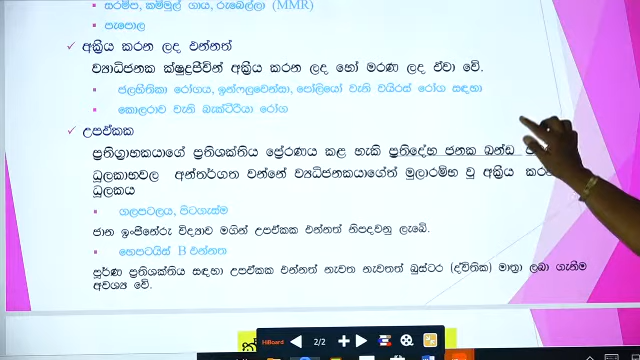 සරම්ප, කම්මුල් ගාය, රුබෙල්ලා (MMR)
පැපොල
අක්‍රීය කරන ලද එන්නත්
ව්‍යාධිජනක ක්ෂුද්‍රජීවින් අක්‍රීය කරන ලද හෝ මරණ ලද ඒවා වේ.
ජලභීතිකා රෝගය, ඉන්ෆ්ලුවෙන්සා, පෝලියෝ වැනි වයිරස් රෝග සඳහා
කොලරාව වැනි බැක්ටීරියා රෝග
උපඒකක
ප්‍රතිග්‍රාහකයාගේ ප්‍රතිශක්තිය ප්‍රේරණය කළ හැකි ප්‍රතිදේහ ජනක ඛන්ඩ
ධූලකාභවල අන්තර්ගත වන්නේ ව්‍යාධිජනකයාගේත් මුලාරම්භ වූ අක්‍රීය කරන
ධූලකය
ගලපටලය, පිටගැස්ම
ජාන ඉංජිනේරු විද්‍යාව මගින් උපඒකක එන්නත් නිපදවනු ලැබේ.
හෙපටයිස් B එන්නත
පූර්ණ ප්‍රතිශක්තිය සඳහා උපඒකක එන්නත් නැවත නැවතත් බුස්ටර් (ද්විතික) මාත්‍රා ලබා ගැනීම
අවශ්‍ය වේ.
HiBoard 2/2